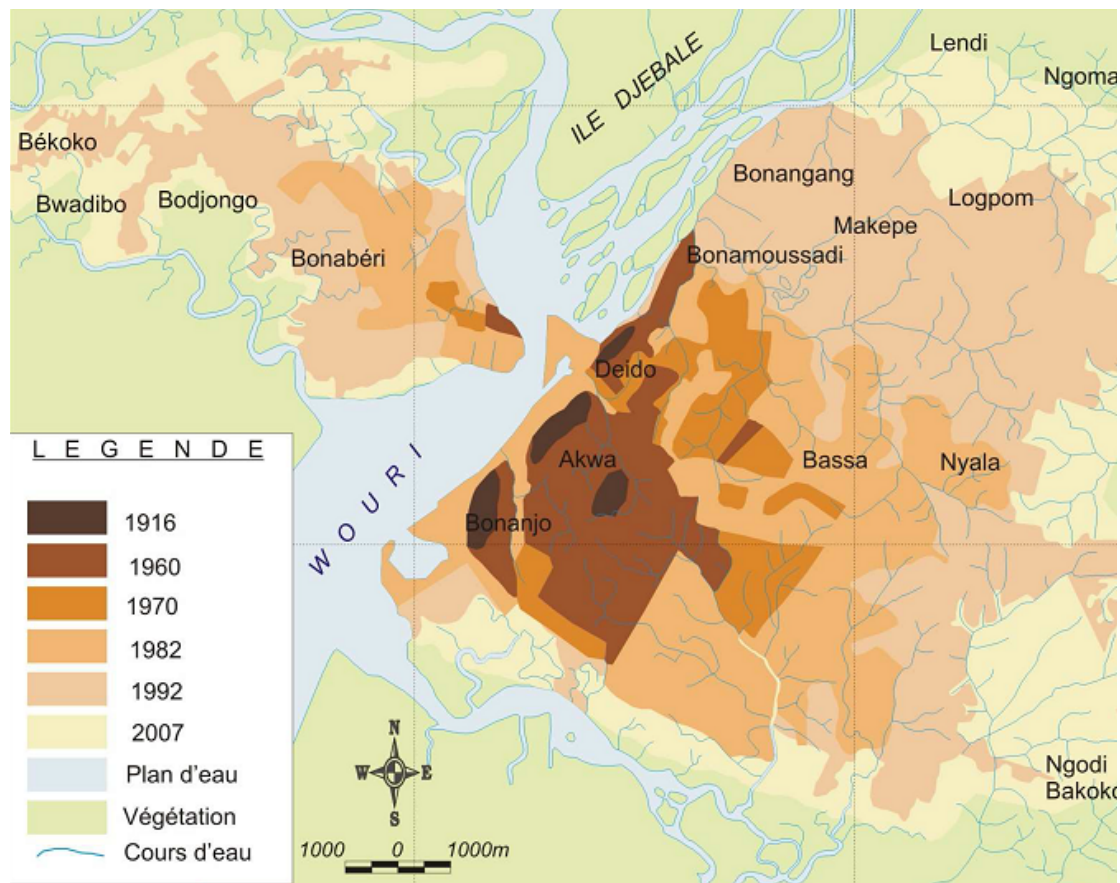 Lendi
Ngoma
ILE DJEBALE
Békoko
Bonangang
Bwadibo
Bodjongo
Logpom
Makepe
Bonabéri
Bonamoussadi
Deido
Akwa
Bassa
Nyala
Bonanjo
WOURI
Ngodi
Bakoko
LEGENDE
1916
1960
1970
1982
1992
2007
Plan d'eau
Végétation
Cours d'eau
N
W E
S
1000 0 1000m